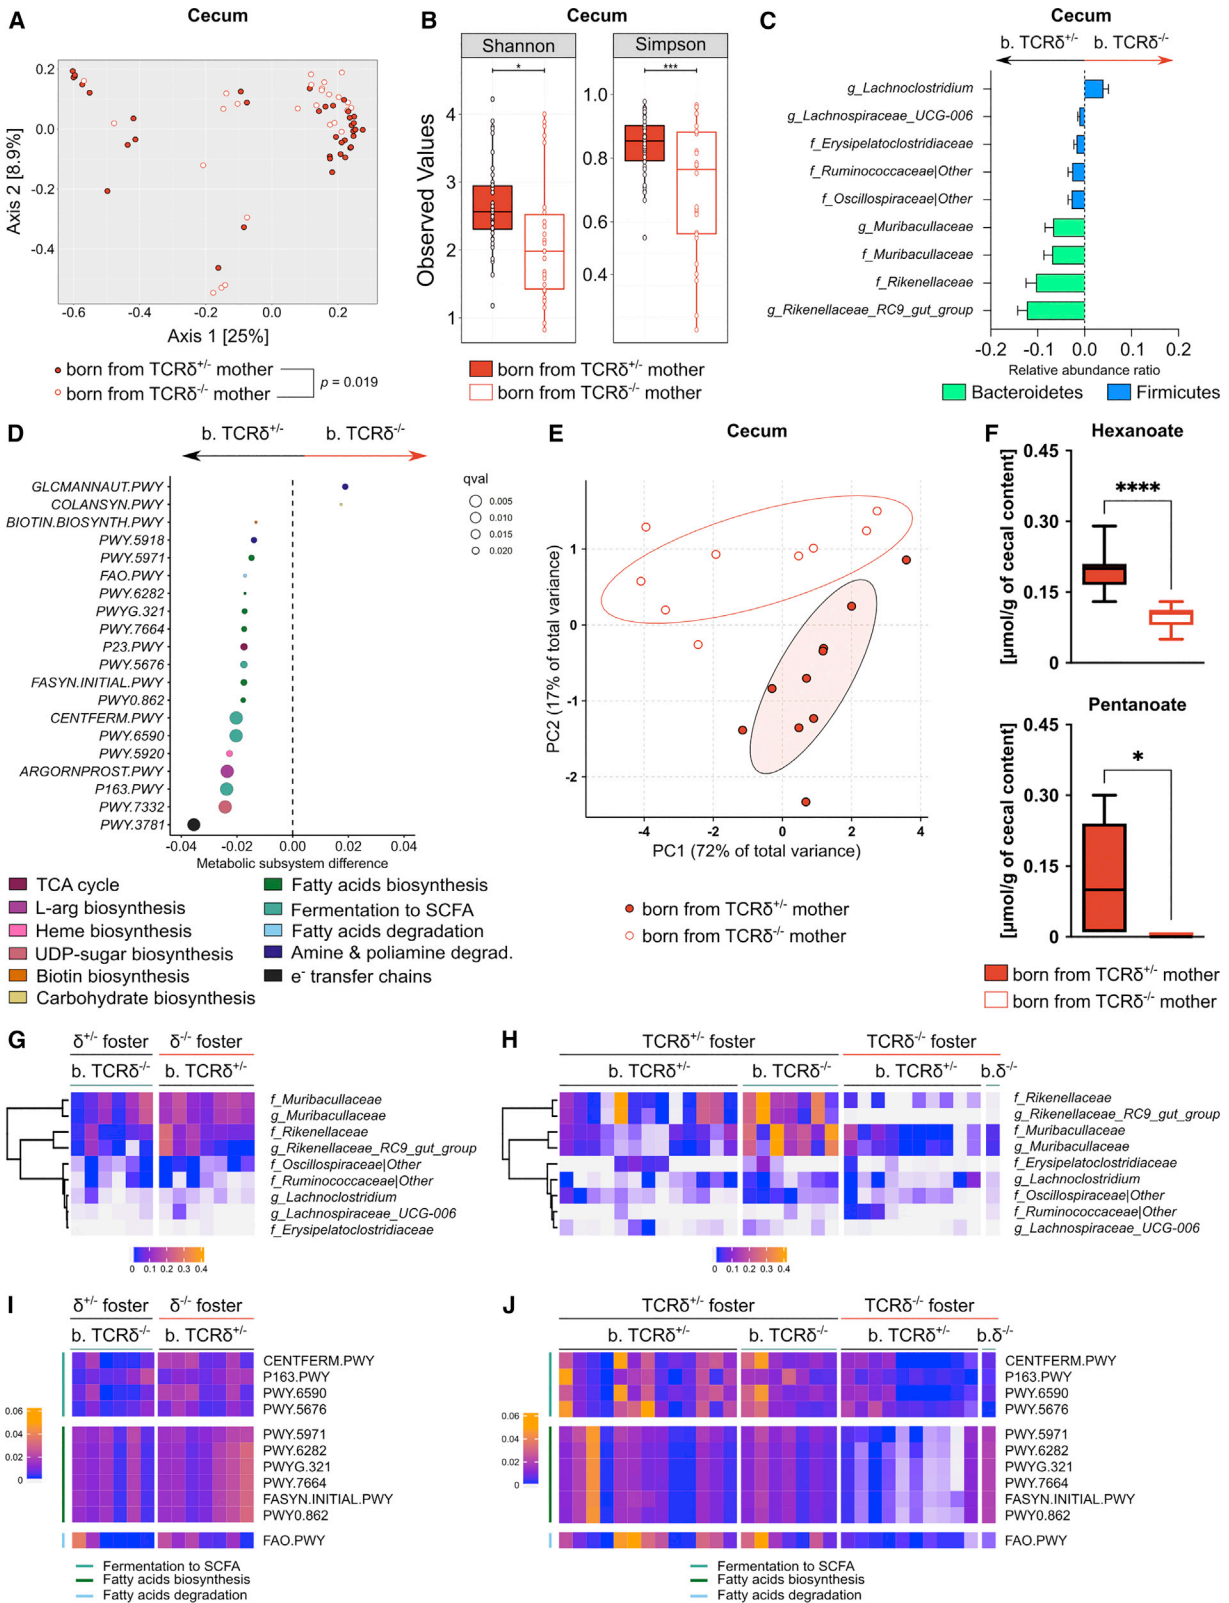 A
Cecum
0.2
0.0
-0.2
-0.4
Axis 2 [8.9%]
-0.6
-0.4
-0.2
0.0
0.2
Axis 1 [25%]
born from TCRδ+/- mother
born from TCRδ-/- mother
p = 0.019
B
Cecum
Shannon
Simpson
*
***
Observed Values
4
3
2
1
1.0
0.8
0.6
0.4
born from TCRδ+/- mother
born from TCRδ-/- mother
C
Cecum
b. TCRδ+/-
b. TCRδ-/-
g_Lachnoclostridium
g_Lachnospiraceae_UCG-006
f_Erysipelatoclostridiaceae
f_Ruminococcaceae|Other
f_Oscillospiraceae|Other
g_Muribacullaceae
f_Muribacullaceae
f_Rikenellaceae
g_Rikenellaceae_RC9_gut_group
-0.2
-0.1
0.0
0.1
0.2
Relative abundance ratio
Bacteroidetes
Firmicutes
D
b. TCRδ+/-
b. TCRδ-/-
GLCMANNAUT.PWY
COLANSYN.PWY
BIOTIN.BIOSYNTH.PWY
PWY.5918
PWY.5971
FAO.PWY
PWY.6282
PWYG.321
PWY.7664
P23.PWY
PWY.5676
FASYN.INITIAL.PWY
PWY0.862
CENTFERM.PWY
PWY.6590
PWY.5920
ARGORNPROST.PWY
P163.PWY
PWY.7332
PWY.3781
-0.04
-0.02
0.00
0.02
0.04
Metabolic subsystem difference
qval
0.005
0.010
0.015
0.020
TCA cycle
L-arg biosynthesis
Heme biosynthesis
UDP-sugar biosynthesis
Biotin biosynthesis
Carbohydrate biosynthesis
Fatty acids biosynthesis
Fermentation to SCFA
Fatty acids degradation
Amine & poliamine degrad.
e- transfer chains
E
Cecum
PC2 (17% of total variance)
1
0
-1
-2
-4
-2
0
2
4
PC1 (72% of total variance)
born from TCRδ+/- mother
born from TCRδ-/- mother
F
Hexanoate
[µmol/g of cecal content]
0.45
0.30
0.15
0
****
Pentanoate
[µmol/g of cecal content]
0.45
0.30
0.15
0
*
born from TCRδ+/- mother
born from TCRδ-/- mother
G
δ+/- foster
δ-/- foster
b. TCRδ-/-
b. TCRδ+/-
f_Muribacullaceae
g_Muribacullaceae
f_Rikenellaceae
g_Rikenellaceae_RC9_gut_group
f_Oscillospiraceae|Other
f_Ruminococcaceae|Other
g_Lachnoclostridium
g_Lachnospiraceae_UCG-006
f_Erysipelatoclostridiaceae
0 0.1 0.2 0.3 0.4
H
TCRδ+/- foster
TCRδ-/- foster
b. TCRδ+/-
b. TCRδ-/-
b. TCRδ+/-
b.δ-/-
f_Rikenellaceae
g_Rikenellaceae_RC9_gut_group
f_Muribacullaceae
g_Muribacullaceae
f_Erysipelatoclostridiaceae
g_Lachnoclostridium
f_Oscillospiraceae|Other
f_Ruminococcaceae|Other
g_Lachnospiraceae_UCG-006
0 0.1 0.2 0.3 0.4
I
δ+/- foster
δ-/- foster
b. TCRδ-/-
b. TCRδ+/-
CENTFERM.PWY
P163.PWY
PWY.6590
PWY.5676
PWY.5971
PWY.6282
PWYG.321
PWY.7664
FASYN.INITIAL.PWY
PWY0.862
FAO.PWY
0.06
0.04
0.02
0
Fermentation to SCFA
Fatty acids biosynthesis
Fatty acids degradation
J
TCRδ+/- foster
TCRδ-/- foster
b. TCRδ+/-
b. TCRδ-/-
b. TCRδ+/-
b.δ-/-
CENTFERM.PWY
P163.PWY
PWY.6590
PWY.5676
PWY.5971
PWY.6282
PWYG.321
PWY.7664
FASYN.INITIAL.PWY
PWY0.862
FAO.PWY
0.06
0.04
0.02
0
Fermentation to SCFA
Fatty acids biosynthesis
Fatty acids degradation